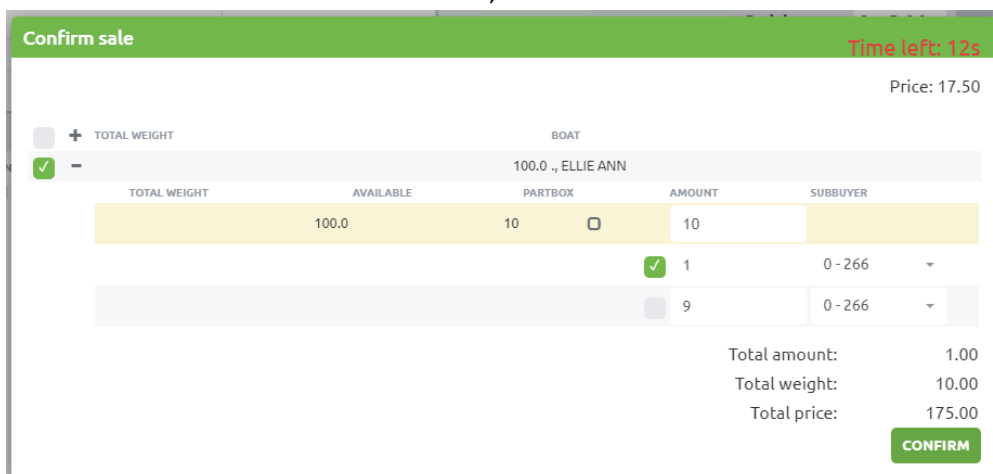 Confirm sale
Time left: 12s
Price: 17.50
TOTAL WEIGHT BOAT
100.0 ., ELLIE ANN
TOTAL WEIGHT AVAILABLE PARTBOX AMOUNT SUBBUYER
100.0 10 10
1 0 - 266
9 0 - 266
Total amount: 1.00
Total weight: 10.00
Total price: 175.00
CONFIRM